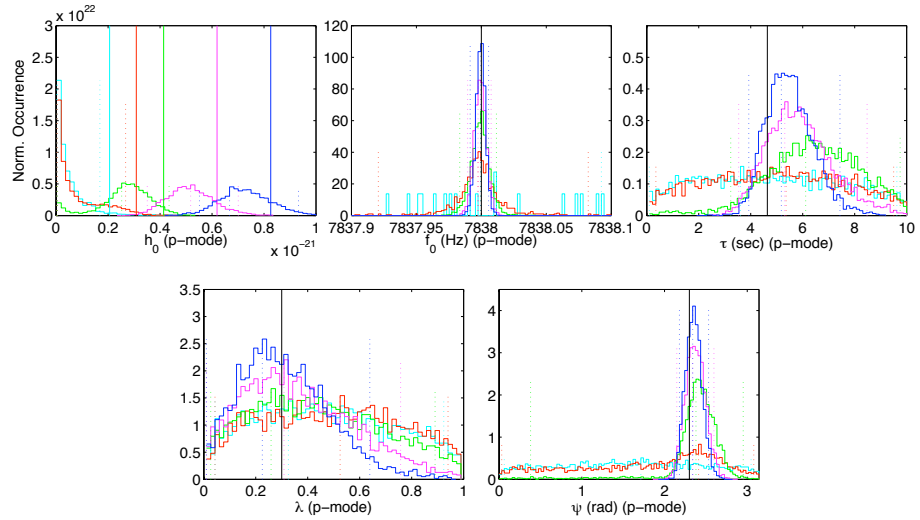 x 10²²
3
2.5
2
1.5
1
0.5
0
Norm. Occurrence
0 0.2 0.4 0.6 0.8 1
x 10⁻²¹
h₀ (p-mode)
120
100
80
60
40
20
0
7837.9 7837.95 7838 7838.05 7838.1
f₀ (Hz) (p-mode)
0.5
0.4
0.3
0.2
0.1
0
0 2 4 6 8 10
τ (sec) (p-mode)
3.5
3
2.5
2
1.5
1
0.5
0
0 0.2 0.4 0.6 0.8 1
λ (p-mode)
4
3
2
1
0
0 1 2 3
ψ (rad) (p-mode)